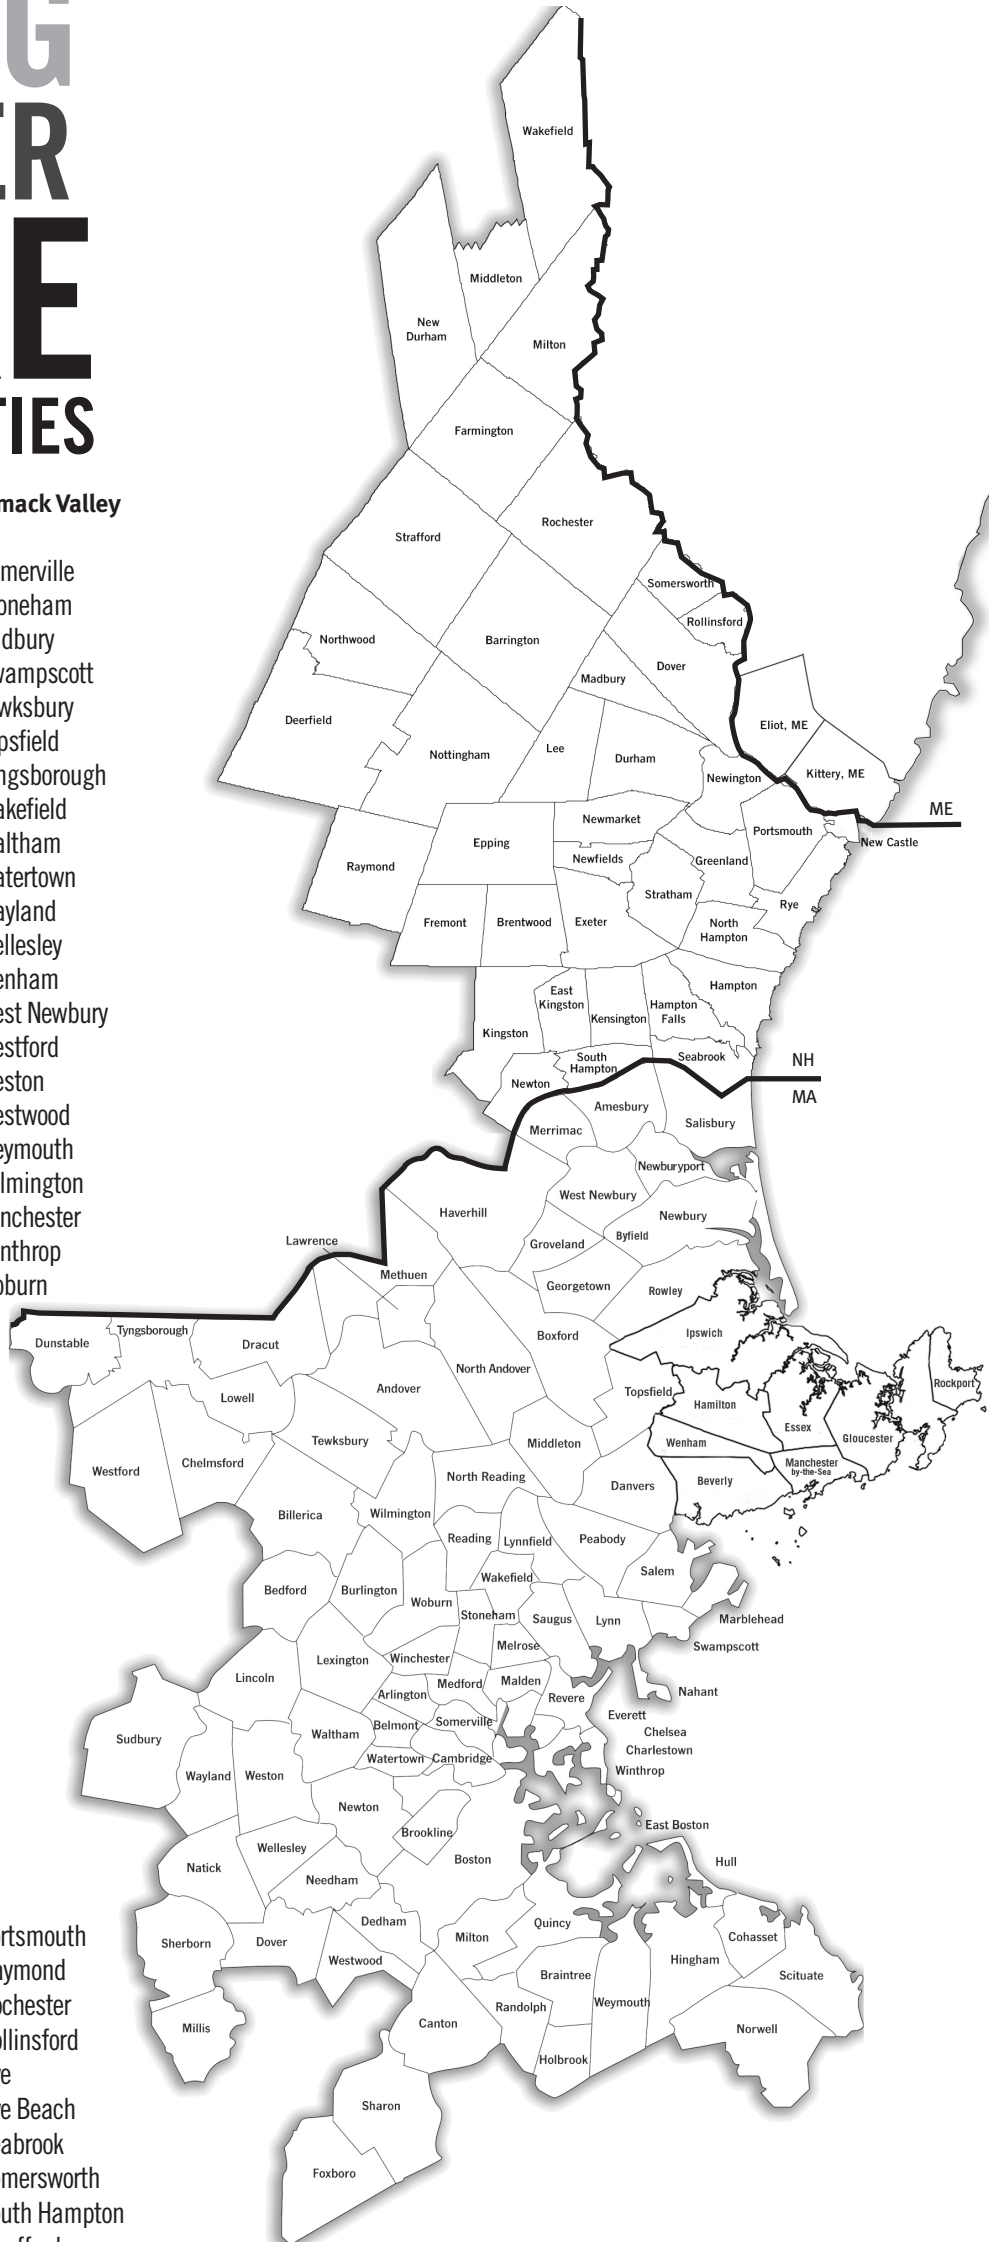 G
ER
RE
TIES
mack Valley
merville
oneham
dbury
vampscott
wksbury
psfield
ngsborough
akefield
altham
atertown
ayland
ellesley
enham
est Newbury
estford
eston
estwood
eymouth
lmington
nchester
nthrop
oburn
rtsmouth
aymond
ochester
ollinsford
e
e Beach
abrook
mersworth
uth Hampton
Wakefield
Middleton
New
Durham
Milton
Farmington
Rochester
Strafford
Somersworth
Rollinsford
Northwood
Barrington
Dover
Madbury
Deerfield
Eliot, ME
Nottingham
Lee
Durham
Newington
Kittery, ME
ME
Newmarket
Portsmouth
New Castle
Epping
Newfields
Greenland
Raymond
Stratham
Rye
Fremont
Brentwood
Exeter
North
Hampton
Hampton
East
Kingston
Hampton
Falls
Kensington
Kingston
South
Hampton
Seabrook
NH
Newton
MA
Amesbury
Salisbury
Merrimac
Newburyport
West Newbury
Haverhill
Newbury
Byfield
Groveland
Lawrence
Methuen
Georgetown
Rowley
Dunstable
Tyngsborough
Dracut
Boxford
Ipswich
North Andover
Rockport
Andover
Topsfield
Lowell
Hamilton
Essex
Gloucester
Tewksbury
Middleton
Wenham
Chelmsford
Manchester
by-the-Sea
Westford
North Reading
Beverly
Danvers
Billerica
Wilmington
Reading
Lynnfield
Peabody
Salem
Wakefield
Bedford
Burlington
Woburn
Stoneham
Saugus
Lynn
Marblehead
Melrose
Swampscott
Lexington
Winchester
Lincoln
Medford
Malden
Arlington
Revere
Nahant
Everett
Belmont
Somerville
Waltham
Chelsea
Sudbury
Charlestown
Watertown
Cambridge
Winthrop
Wayland
Weston
Newton
East Boston
Brookline
Wellesley
Boston
Hull
Natick
Needham
Dedham
Quincy
Milton
Cohasset
Sherborn
Dover
Westwood
Hingham
Braintree
Scituate
Weymouth
Randolph
Canton
Millis
Norwell
Holbrook
Sharon
Foxboro